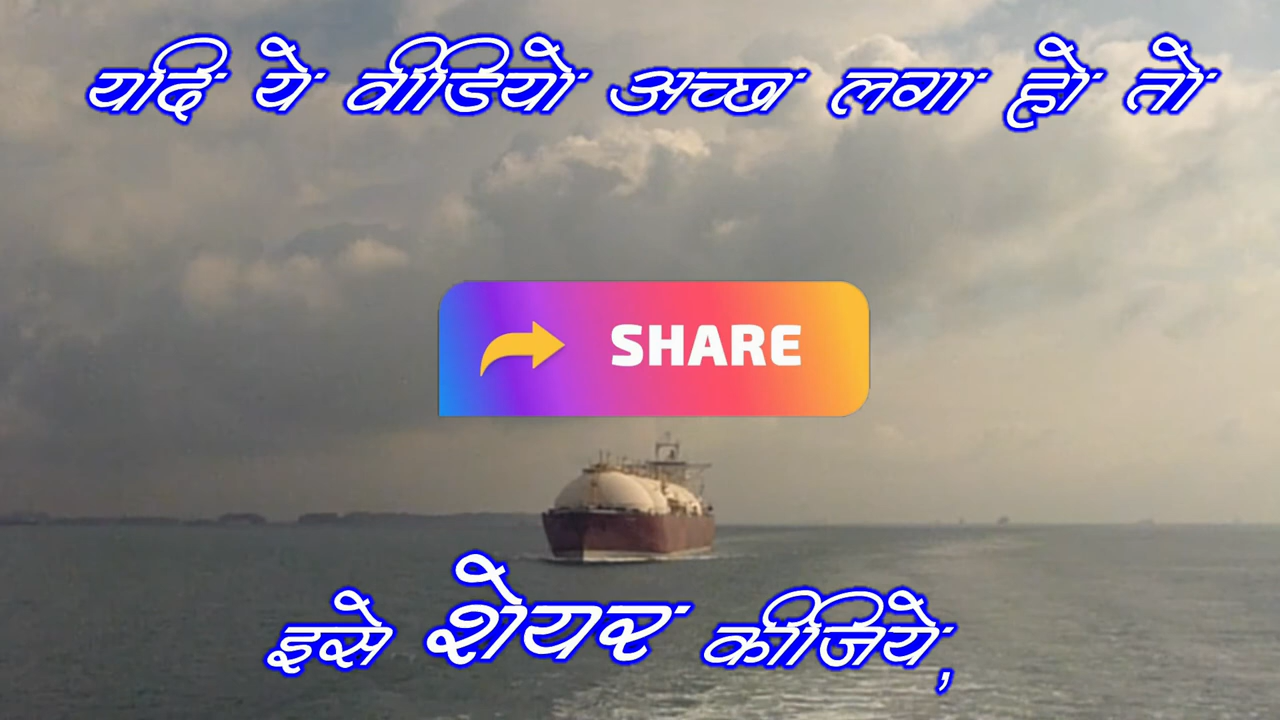 यदि ये वीडियो अच्छा लगा हो तो
SHARE
इसे शेयर कीजिये,